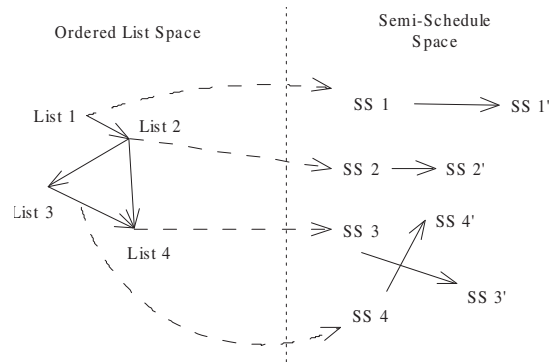 Ordered List Space
Semi-Schedule
Space
List 1
List 2
List 3
List 4
SS 1
SS 1'
SS 2
SS 2'
SS 3
SS 4'
SS 3'
SS 4